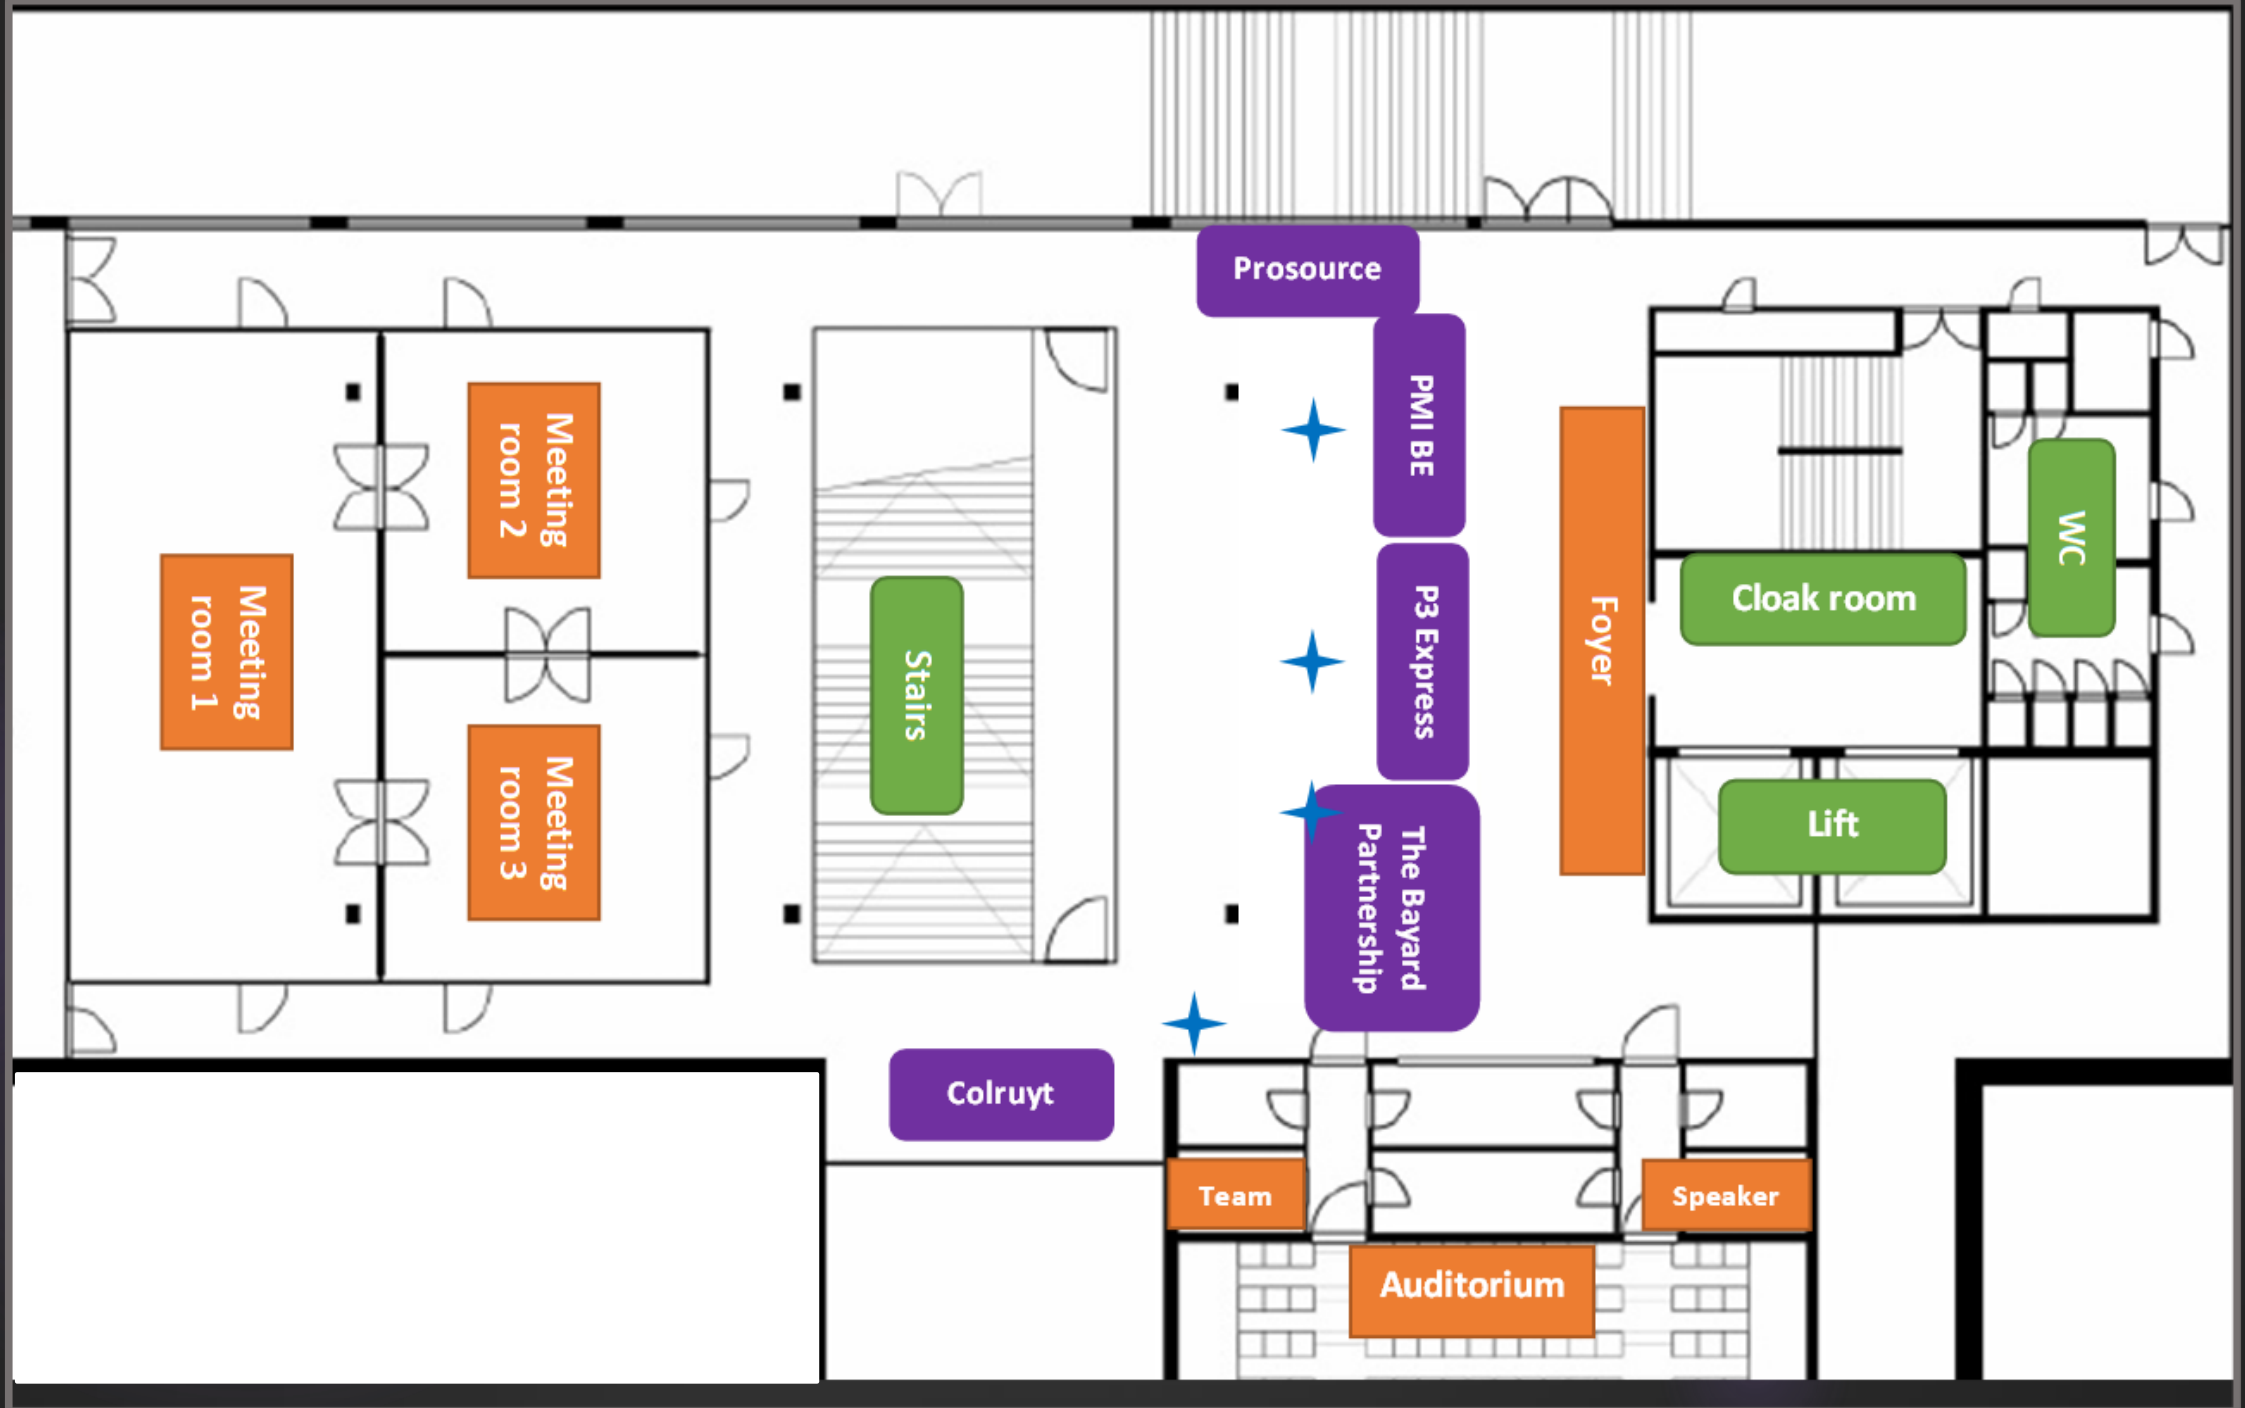 Prosource
PMI BE
P3 Express
The Bayard
Partnership
Foyer
Meeting
room 1
Meeting
room 2
Meeting
room 3
Stairs
Cloak room
WC
Lift
Colruyt
Team
Speaker
Auditorium